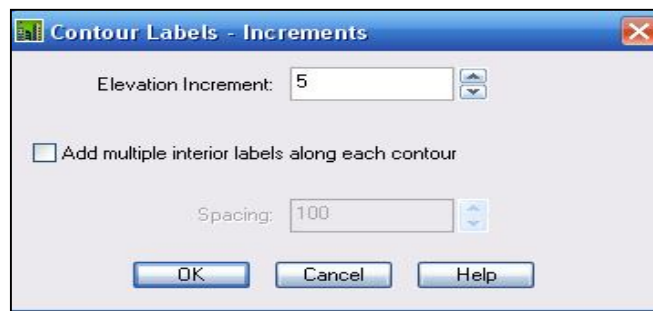 Contour Labels - Increments
Elevation Increment: 5
Add multiple interior labels along each contour
Spacing: 100
OK Cancel Help